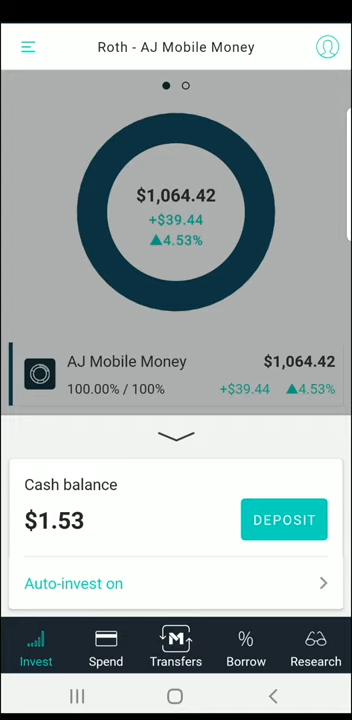 Roth - AJ Mobile Money
$1,064.42
+$39.44
▲4.53%
AJ Mobile Money $1,064.42
100.00% / 100% +$39.44 ▲4.53%
Cash balance
$1.53
DEPOSIT
Auto-invest on
M
%
Invest Spend Transfers Borrow Research